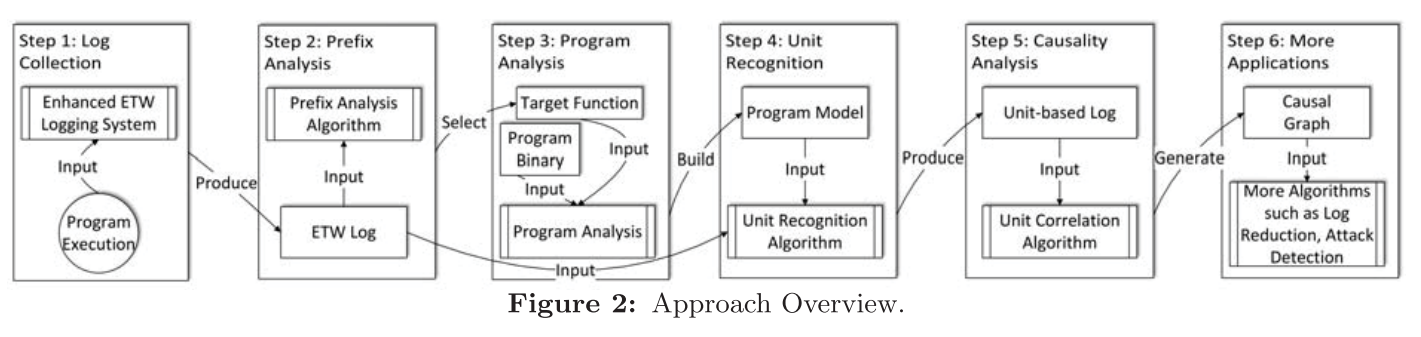 Step 1: Log
Collection
Enhanced ETW
Logging System
Input
Program
Execution
Produce
Step 2: Prefix
Analysis
Prefix Analysis
Algorithm
Input
ETW Log
Select
Step 3: Program
Analysis
Target Function
Program
Binary
Input
Input
Program Analysis
Input
Build
Step 4: Unit
Recognition
Program Model
Input
Unit Recognition
Algorithm
Produce
Step 5: Causality
Analysis
Unit-based Log
Input
Unit Correlation
Algorithm
Generate
Step 6: More
Applications
Causal
Graph
Input
More Algorithms
such as Log
Reduction, Attack
Detection
Figure 2: Approach Overview.